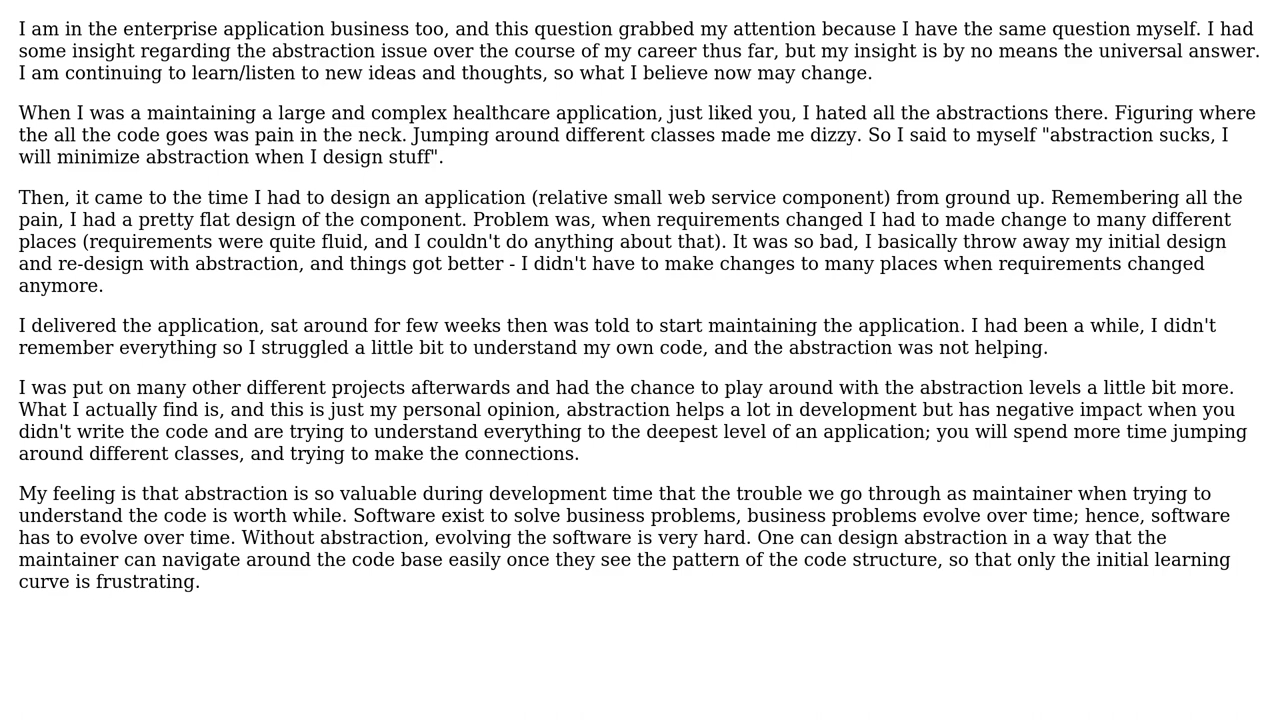 I am in the enterprise application business too, and this question grabbed my attention because I have the same question myself. I had
some insight regarding the abstraction issue over the course of my career thus far, but my insight is by no means the universal answer.
I am continuing to learn/listen to new ideas and thoughts, so what I believe now may change.
When I was a maintaining a large and complex healthcare application, just liked you, I hated all the abstractions there. Figuring where
the all the code goes was pain in the neck. Jumping around different classes made me dizzy. So I said to myself "abstraction sucks, I
will minimize abstraction when I design stuff".
Then, it came to the time I had to design an application (relative small web service component) from ground up. Remembering all the
pain, I had a pretty flat design of the component. Problem was, when requirements changed I had to made change to many different
places (requirements were quite fluid, and I couldn't do anything about that). It was so bad, I basically throw away my initial design
and re-design with abstraction, and things got better - I didn't have to make changes to many places when requirements changed
anymore.
I delivered the application, sat around for few weeks then was told to start maintaining the application. I had been a while, I didn't
remember everything so I struggled a little bit to understand my own code, and the abstraction was not helping.
I was put on many other different projects afterwards and had the chance to play around with the abstraction levels a little bit more.
What I actually find is, and this is just my personal opinion, abstraction helps a lot in development but has negative impact when you
didn't write the code and are trying to understand everything to the deepest level of an application; you will spend more time jumping
around different classes, and trying to make the connections.
My feeling is that abstraction is so valuable during development time that the trouble we go through as maintainer when trying to
understand the code is worth while. Software exist to solve business problems, business problems evolve over time; hence, software
has to evolve over time. Without abstraction, evolving the software is very hard. One can design abstraction in a way that the
maintainer can navigate around the code base easily once they see the pattern of the code structure, so that only the initial learning
curve is frustrating.